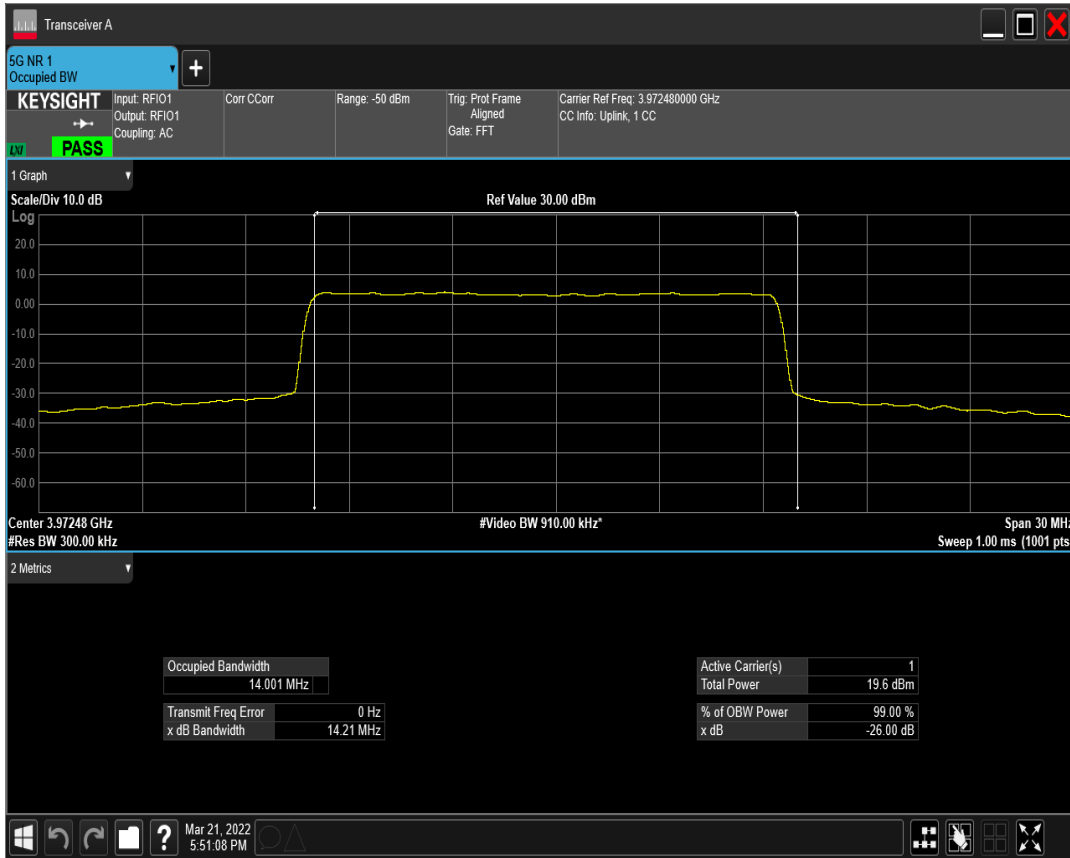 Transceiver A
5G NR 1
Occupied BW
KEYSIGHT
Input: RFIO1
Output: RFIO1
Coupling: AC
Corr CCorr
Range: -50 dBm
Trig: Prot Frame
Aligned
Gate: FFT
Carrier Ref Freq: 3.972480000 GHz
CC Info: Uplink, 1 CC
LXI
PASS
1 Graph
Scale/Div 10.0 dB
Ref Value 30.00 dBm
Log
20.0
10.0
0.00
-10.0
-20.0
-30.0
-40.0
-50.0
-60.0
Center 3.97248 GHz
#Video BW 910.00 kHz*
Span 30 MHz
#Res BW 300.00 kHz
Sweep 1.00 ms (1001 pts
2 Metrics
Occupied Bandwidth
14.001 MHz
Transmit Freq Error 0 Hz
x dB Bandwidth 14.21 MHz
Active Carrier(s) 1
Total Power 19.6 dBm
% of OBW Power 99.00 %
x dB -26.00 dB
Mar 21, 2022
5:51:08 PM